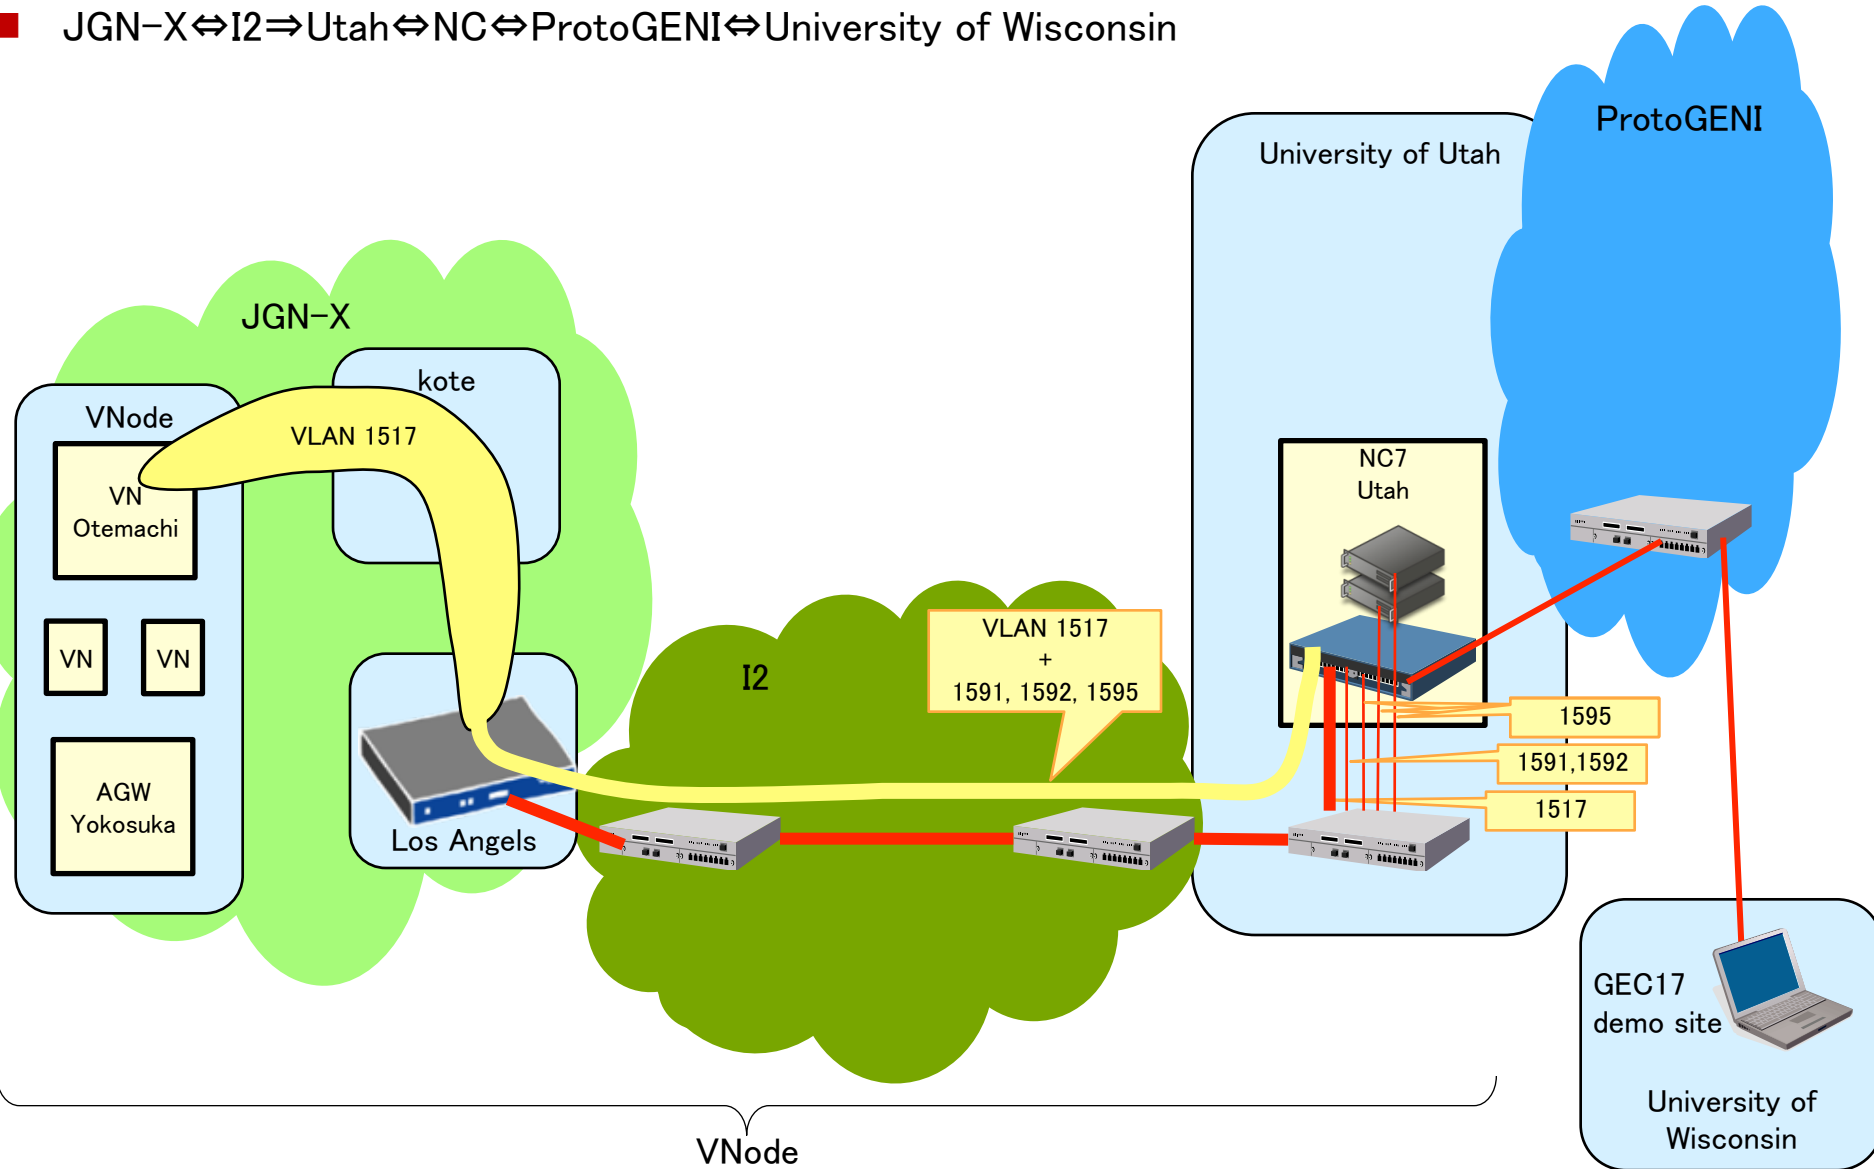 JGN-X⇔I2⇒Utah⇔NC⇔ProtoGENI⇔University of Wisconsin
ProtoGENI
University of Utah
JGN-X
kote
VNode
VLAN 1517
VN
Otemachi
NC7
Utah
VN
VN
I2
VLAN 1517
+
1591, 1592, 1595
1595
1591,1592
1517
AGW
Yokosuka
Los Angels
GEC17
demo site
University of
Wisconsin
VNode